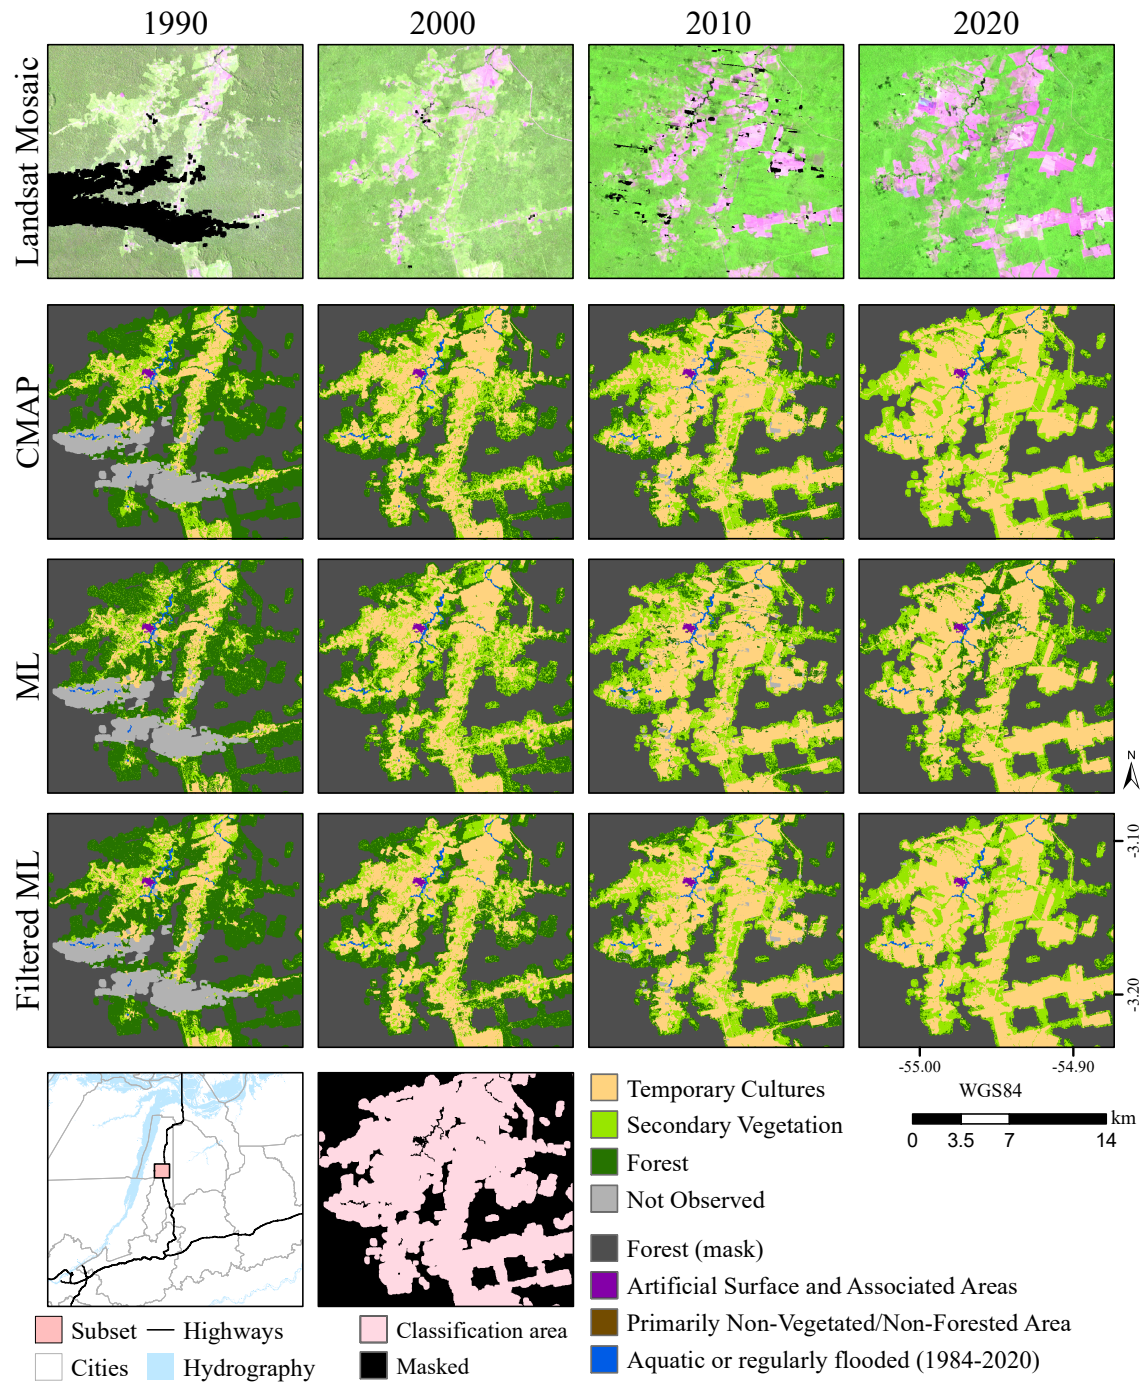 1990 2000 2010 2020
Landsat Mosaic
CMAP
ML
Filtered ML
N
-3.10
-3.20
-55.00 -54.90
WGS84
km
0 3.5 7 14
Temporary Cultures
Secondary Vegetation
Forest
Not Observed
Forest (mask)
Artificial Surface and Associated Areas
Primarily Non-Vegetated/Non-Forested Area
Aquatic or regularly flooded (1984-2020)
Subset Highways
Cities Hydrography
Classification area
Masked